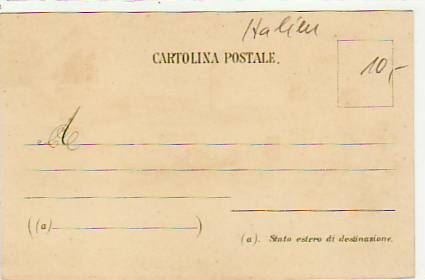 Italien
CARTOLINA POSTALE.
10,-
A
((a) )
(a). Stato estero di destinazione.